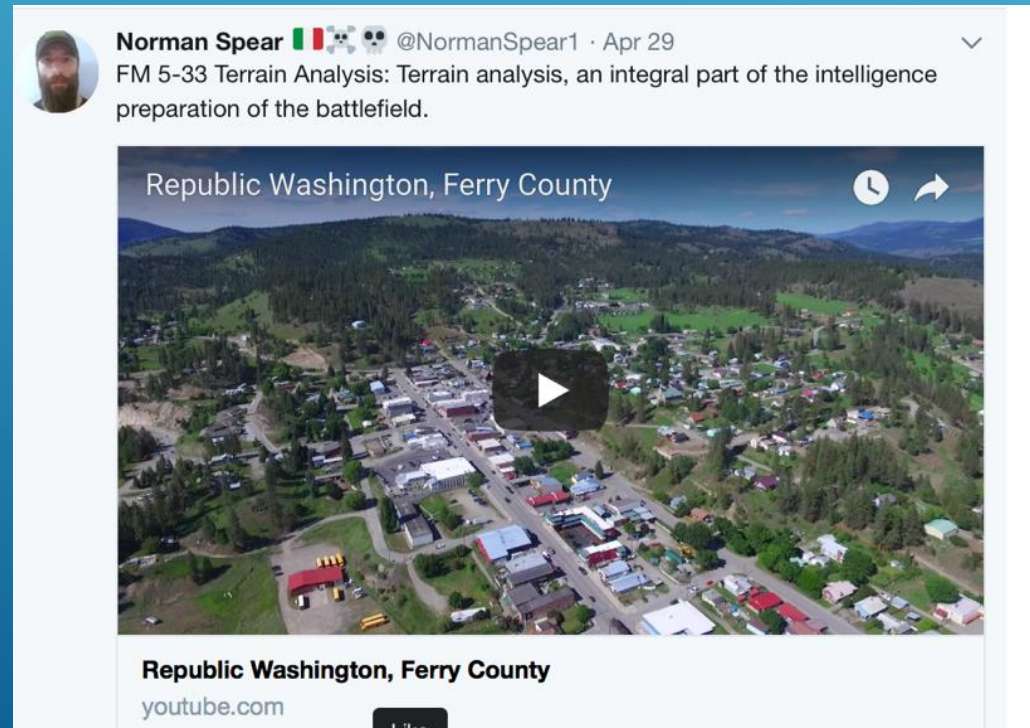 Norman Spear 🇮🇹☠️💀 @NormanSpear1 · Apr 29
FM 5-33 Terrain Analysis: Terrain analysis, an integral part of the intelligence
preparation of the battlefield.
Republic Washington, Ferry County
Republic Washington, Ferry County
youtube.com